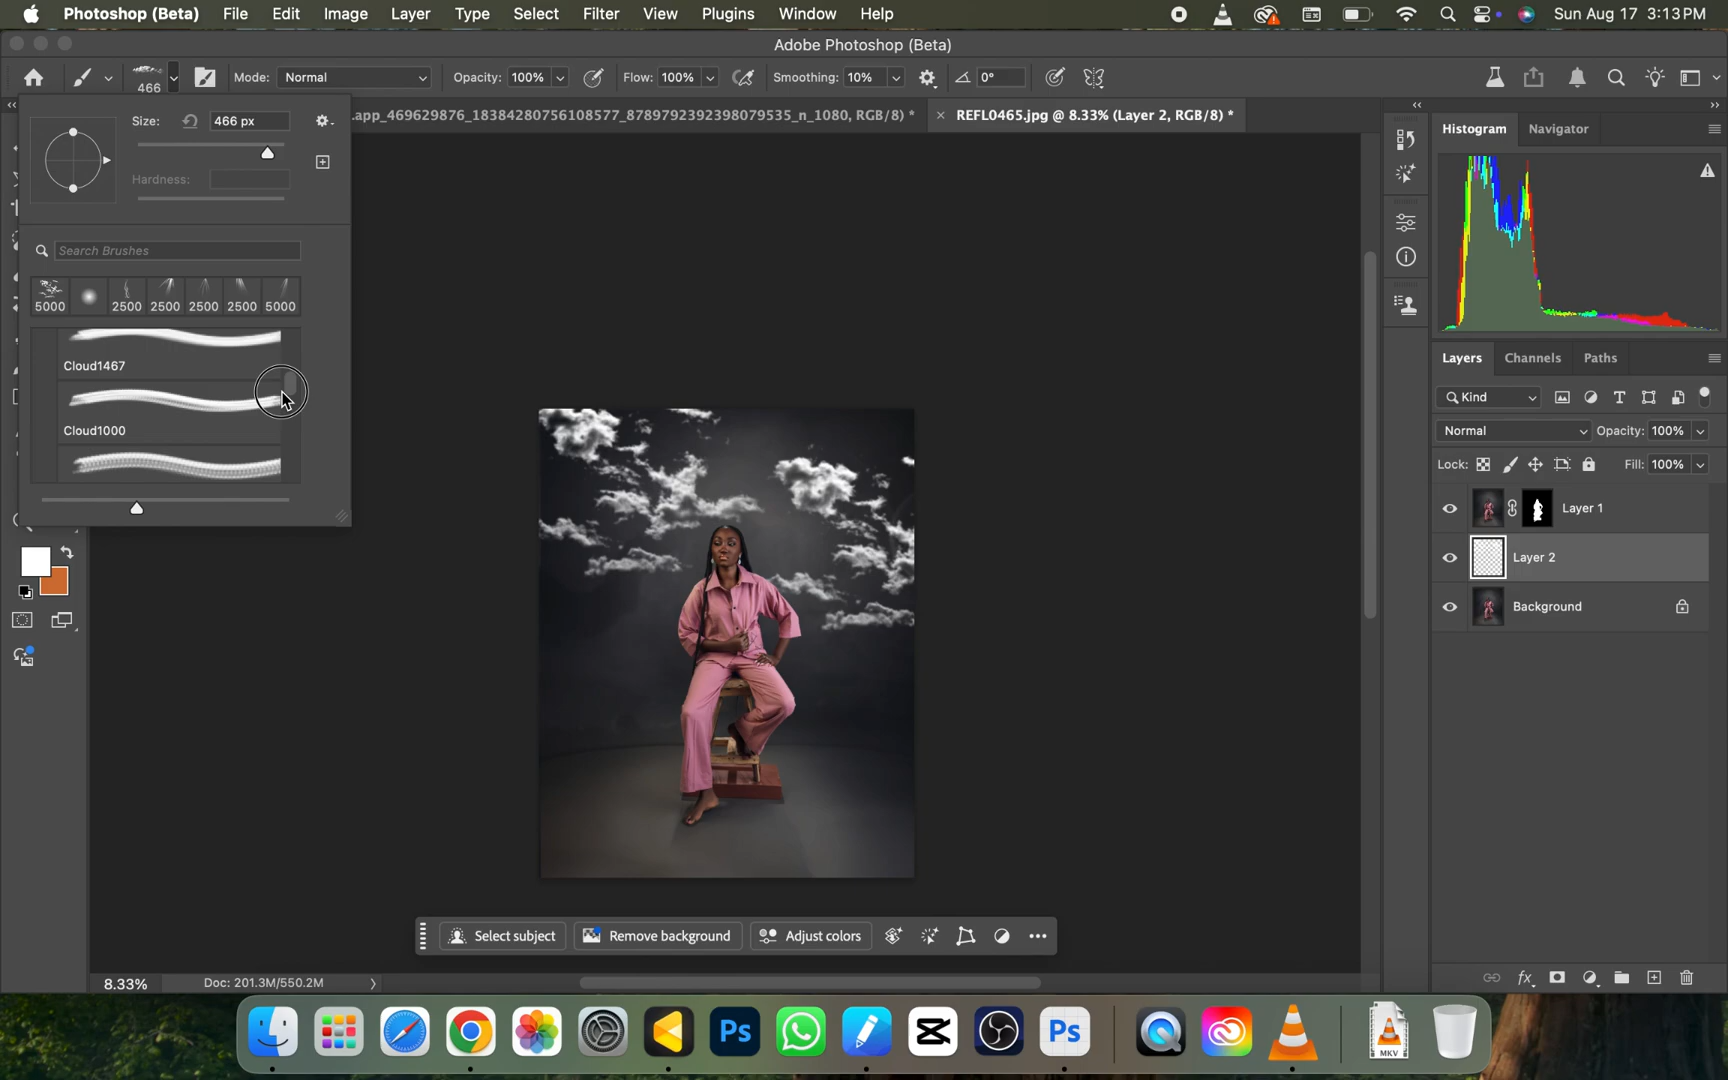 Photoshop (Beta) File Edit Image Layer Type Select Filter View Plugins Window Help Sun Aug 17 3:13 PM
Adobe Photoshop (Beta)
466 Mode: Normal Opacity: 100% Flow: 100% Smoothing: 10% 0°
.app_469629876_18384280756108577_8789792392398079535_n_1080, RGB/8) * × REFL0465.jpg @ 8.33% (Layer 2, RGB/8) *
Size: 466 px
Hardness:
Search Brushes
5000 2500 2500 2500 2500 5000
Cloud1467
Cloud1000
Histogram Navigator
Layers Channels Paths
Kind
Normal Opacity: 100%
Lock: Fill: 100%
Layer 1
Layer 2
Background
Select subject Remove background Adjust colors
8.33% Doc: 201.3M/550.2M
Ps Ps
MKV